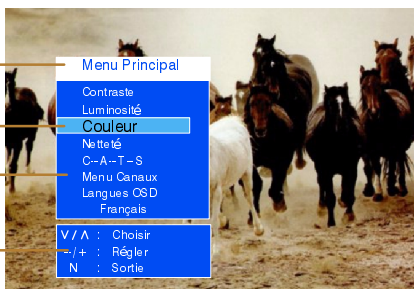 Menu Principal
Contraste
Luminosité
Couleur
Netteté
C--A--T--S
Menu Canaux
Langues OSD
Français
V / Λ : Choisir
--/+ : Régler
N : Sortie